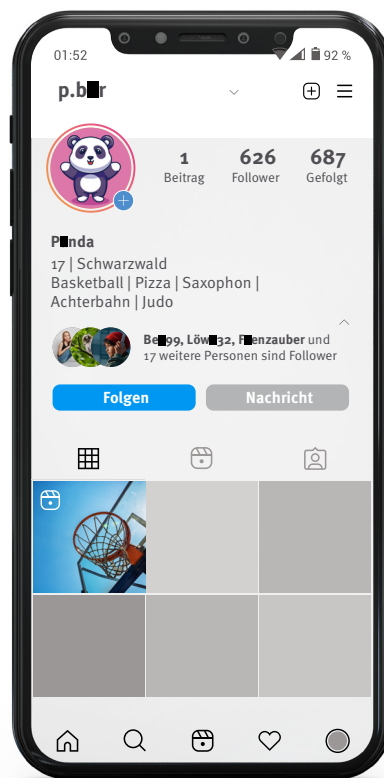 01:52
92 %
1 626 687
Beitrag Follower Gefolgt
17 | Schwarzwald
Basketball | Pizza | Saxophon |
Achterbahn | Judo
und
17 weitere Personen sind Follower
Folgen Nachricht